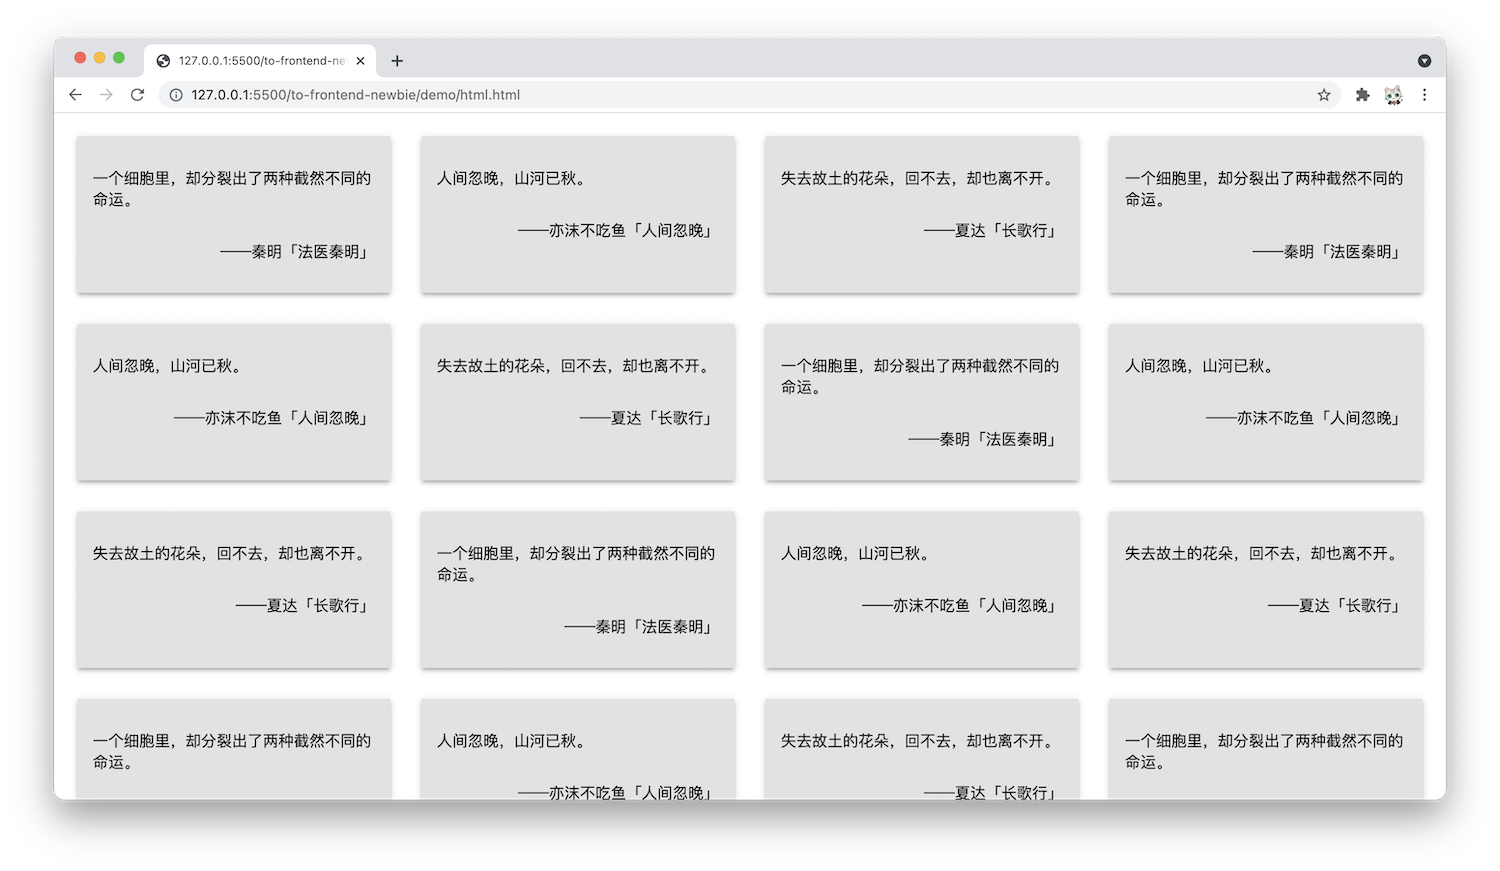 127.0.0.1:5500/to-frontend-ne
127.0.0.1:5500/to-frontend-newbie/demo/html.html
一个细胞里，却分裂出了两种截然不同的
命运。
——秦明「法医秦明」
人间忽晚，山河已秋。
——亦沫不吃鱼「人间忽晚」
失去故土的花朵，回不去，却也离不开。
——夏达「长歌行」
一个细胞里，却分裂出了两种截然不同的
命运。
——秦明「法医秦明」
人间忽晚，山河已秋。
——亦沫不吃鱼「人间忽晚」
失去故土的花朵，回不去，却也离不开。
——夏达「长歌行」
一个细胞里，却分裂出了两种截然不同的
命运。
——秦明「法医秦明」
人间忽晚，山河已秋。
——亦沫不吃鱼「人间忽晚」
失去故土的花朵，回不去，却也离不开。
——夏达「长歌行」
一个细胞里，却分裂出了两种截然不同的
命运。
——秦明「法医秦明」
人间忽晚，山河已秋。
——亦沫不吃鱼「人间忽晚」
失去故土的花朵，回不去，却也离不开。
——夏达「长歌行」
一个细胞里，却分裂出了两种截然不同的
命运。
人间忽晚，山河已秋。
——亦沫不吃鱼「人间忽晚」
失去故土的花朵，回不去，却也离不开。
——夏达「长歌行」
一个细胞里，却分裂出了两种截然不同的
命运。